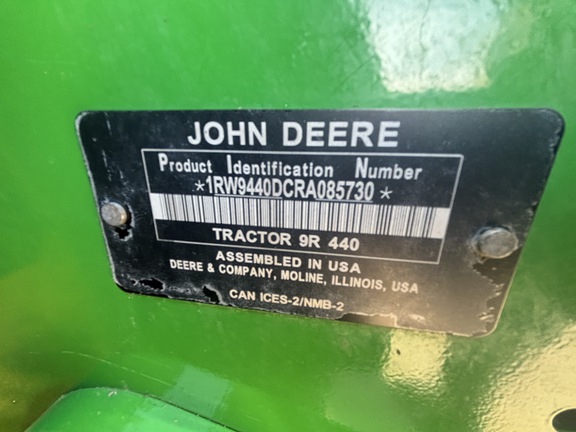 JOHN DEERE
Product Identification Number
*1RW9440DCRA085730*
TRACTOR 9R 440
ASSEMBLED IN USA
DEERE & COMPANY, MOLINE, ILLINOIS, USA
CAN ICES-2/NMB-2